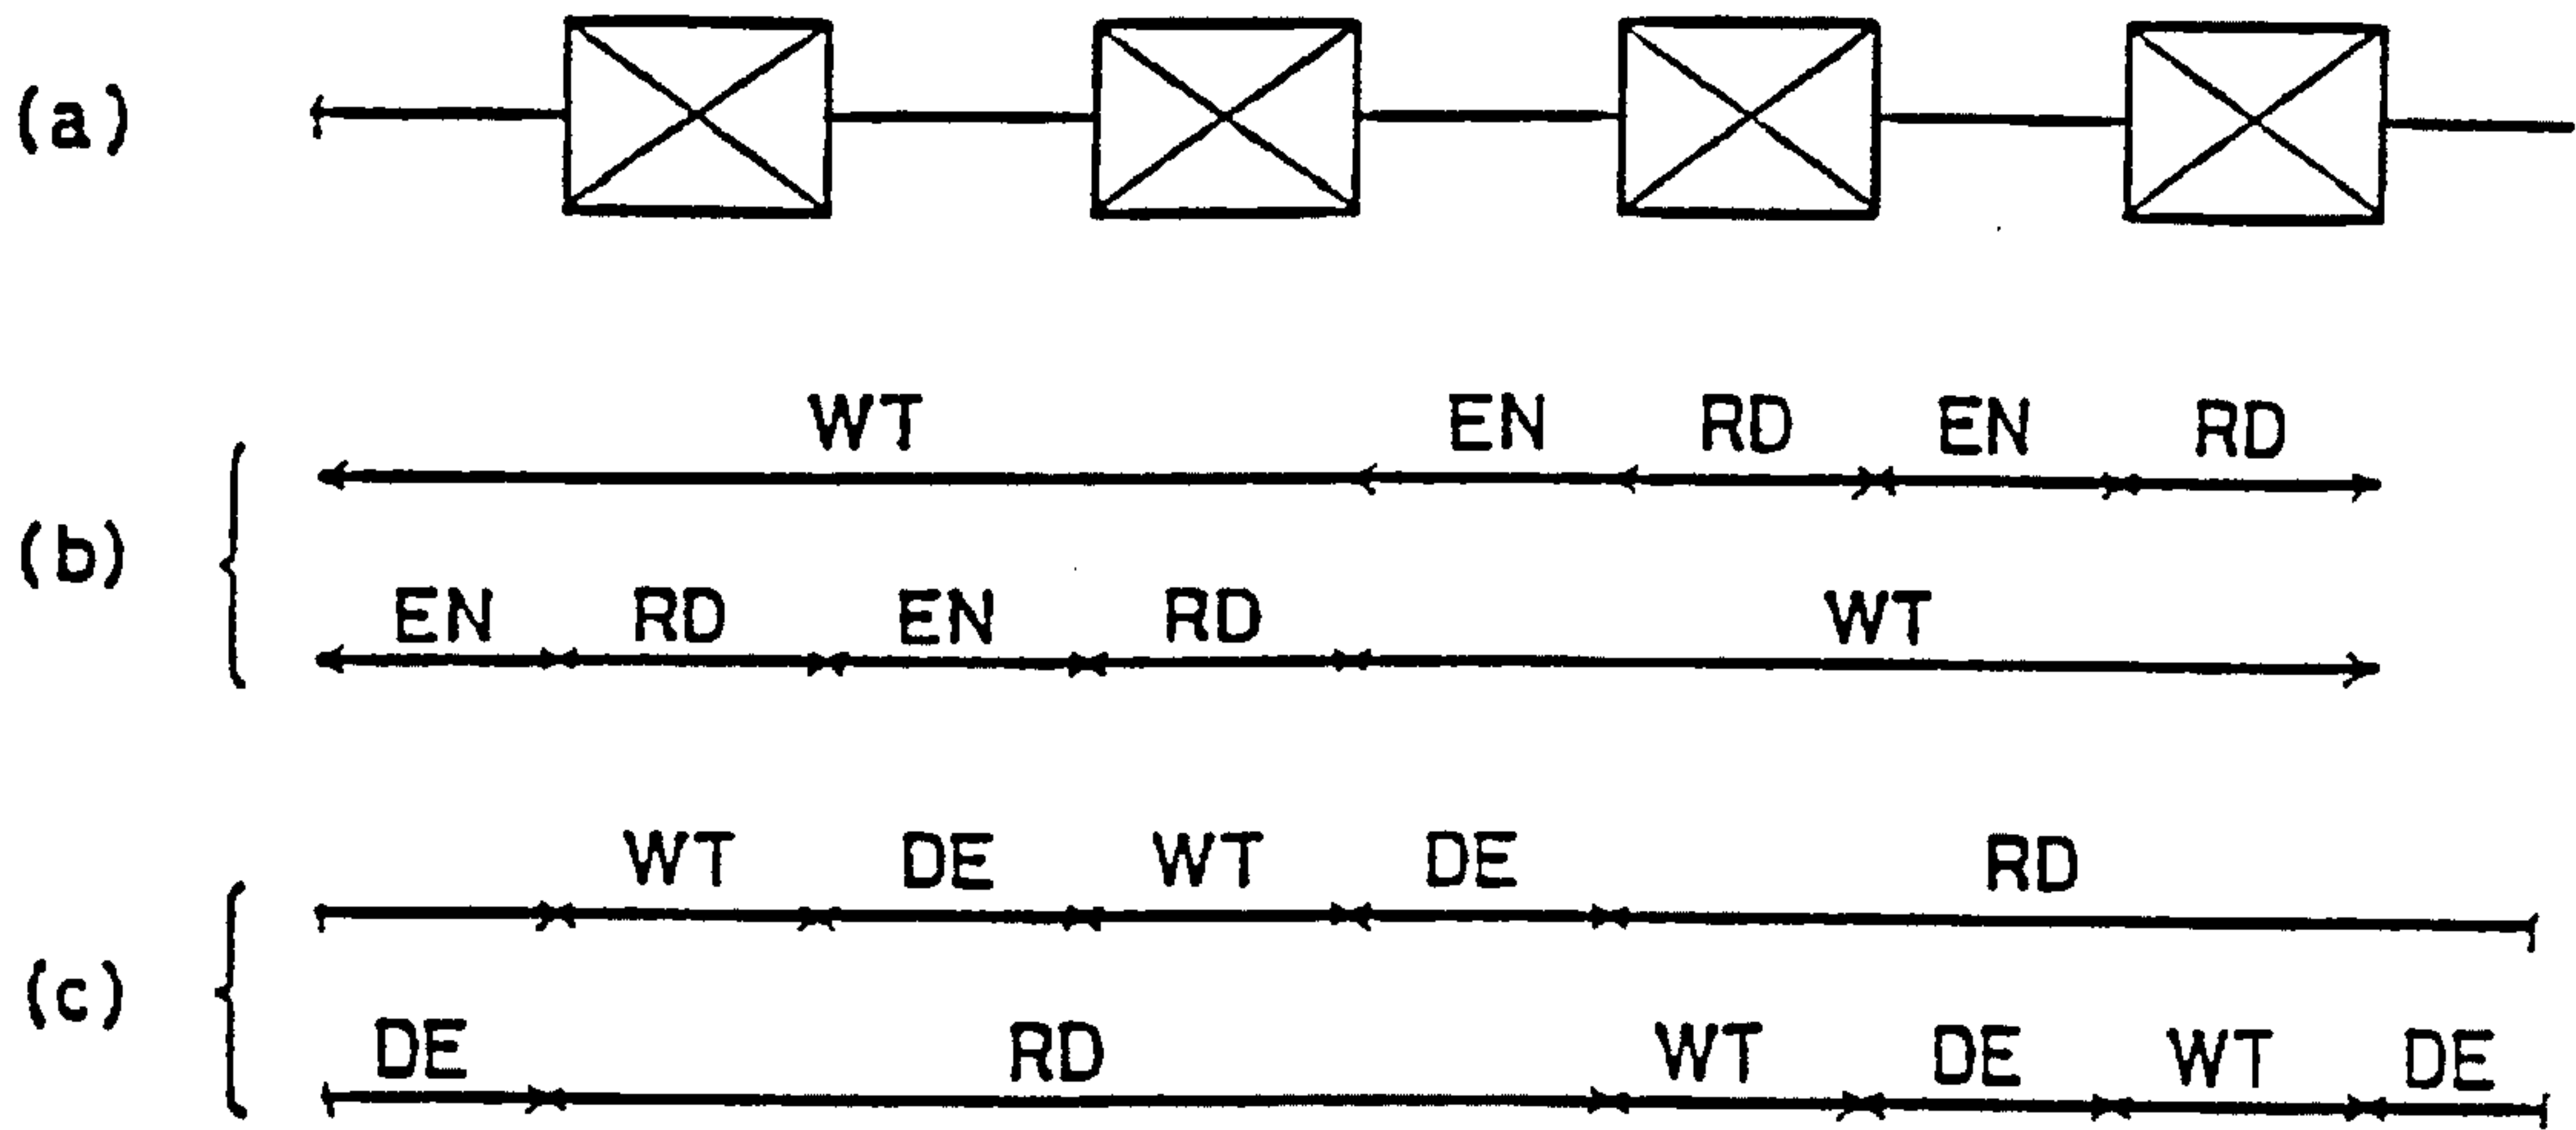 (a)
WT EN RD EN RD
(b)
EN RD EN RD WT
WT DE WT DE RD
(c)
DE RD WT DE WT DE